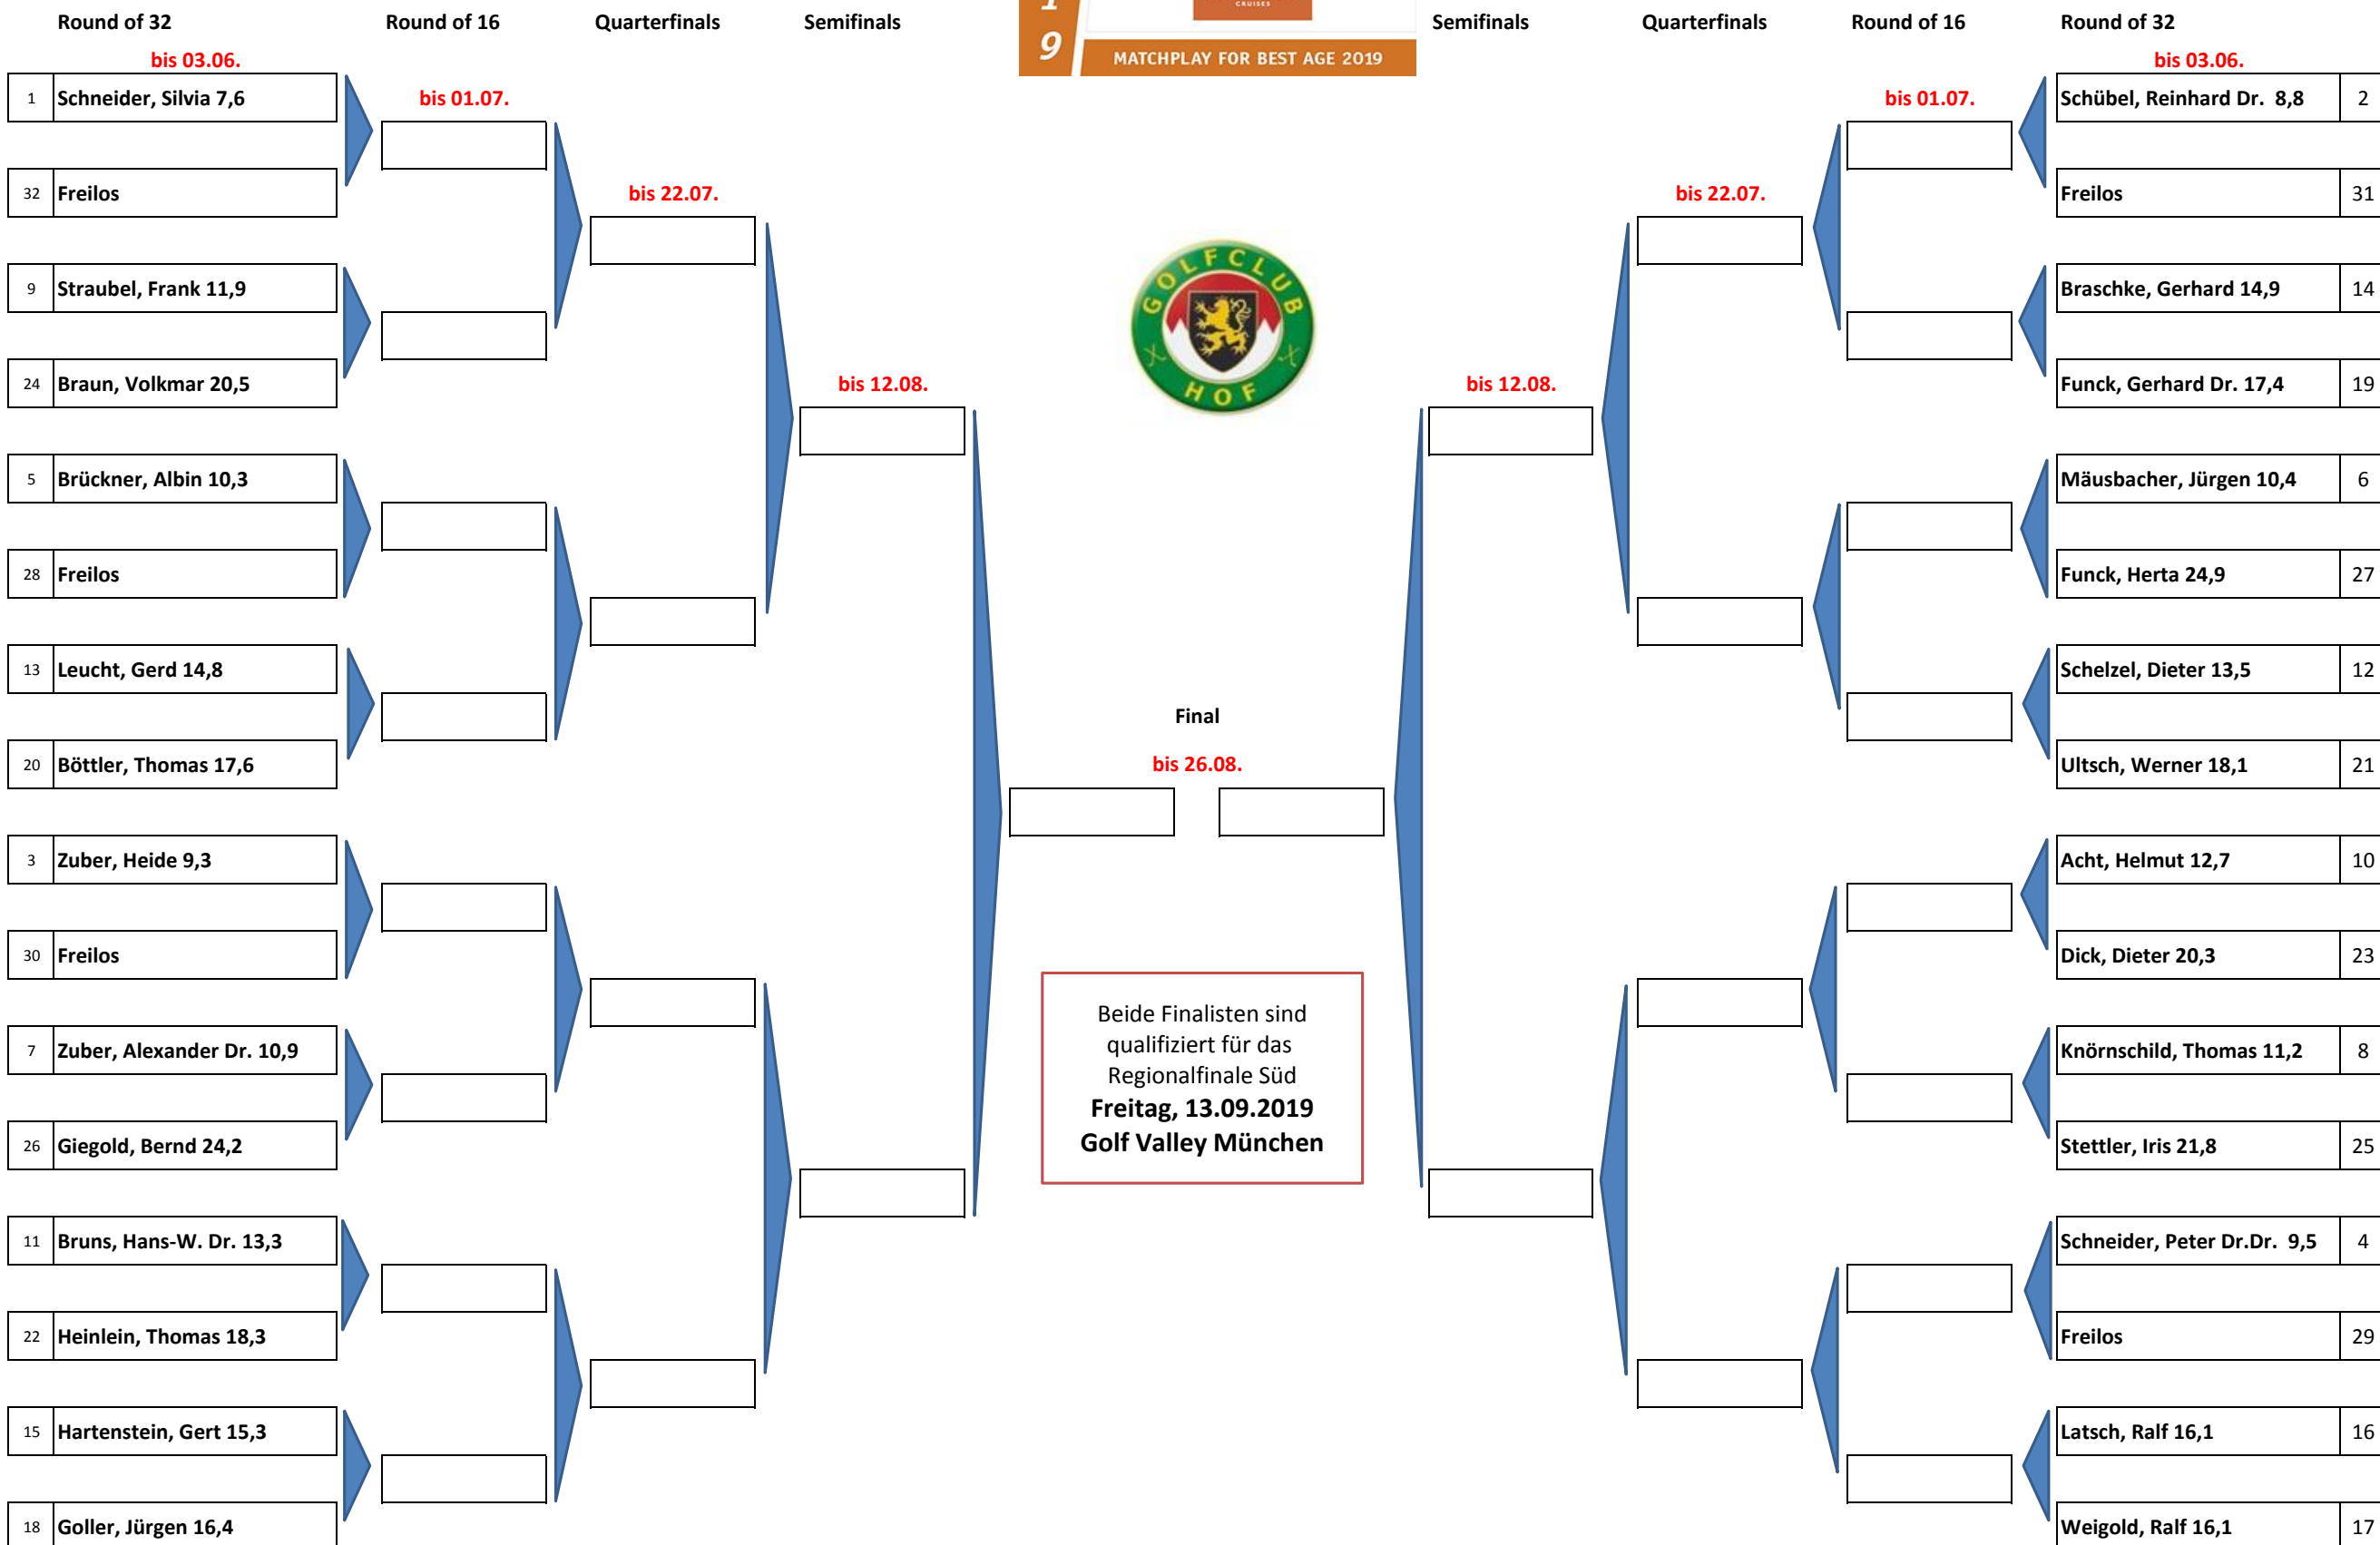 1
9
CRUISES
MATCHPLAY FOR BEST AGE 2019
Round of 32 Round of 16 Quarterfinals Semifinals Semifinals Quarterfinals Round of 16 Round of 32
bis 03.06. bis 03.06.
1 Schneider, Silvia 7,6 bis 01.07. bis 01.07. Schübel, Reinhard Dr. 8,8 2
32 Freilos bis 22.07. bis 22.07. Freilos 31
GOLFCLUB
HOF
9 Straubel, Frank 11,9 Braschke, Gerhard 14,9 14
24 Braun, Volkmar 20,5 bis 12.08. bis 12.08. Funck, Gerhard Dr. 17,4 19
5 Brückner, Albin 10,3 Mäusbacher, Jürgen 10,4 6
28 Freilos Funck, Herta 24,9 27
13 Leucht, Gerd 14,8 Schelzel, Dieter 13,5 12
Final
20 Böttler, Thomas 17,6 bis 26.08. Ultsch, Werner 18,1 21
3 Zuber, Heide 9,3 Acht, Helmut 12,7 10
30 Freilos Dick, Dieter 20,3 23
Beide Finalisten sind
qualifiziert für das
Regionalfinale Süd
Freitag, 13.09.2019
Golf Valley München
7 Zuber, Alexander Dr. 10,9 Knörnschild, Thomas 11,2 8
26 Giegold, Bernd 24,2 Stettler, Iris 21,8 25
11 Bruns, Hans-W. Dr. 13,3 Schneider, Peter Dr.Dr. 9,5 4
22 Heinlein, Thomas 18,3 Freilos 29
15 Hartenstein, Gert 15,3 Latsch, Ralf 16,1 16
18 Goller, Jürgen 16,4 Weigold, Ralf 16,1 17